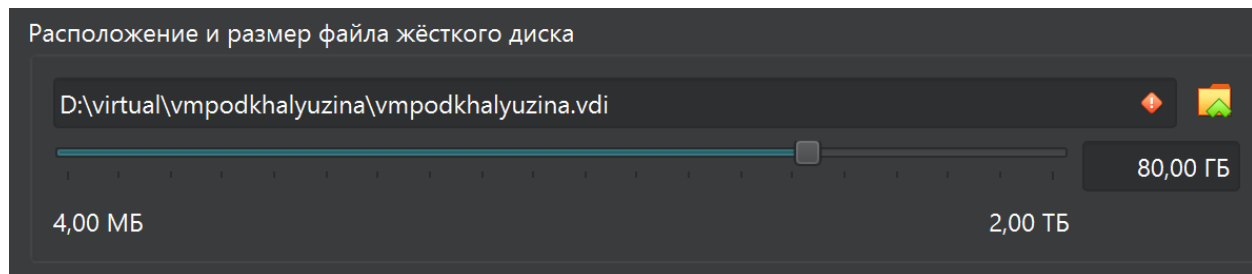 Расположение и размер файла жёсткого диска
D:\virtual\vmpodkhalyuzina\vmpodkhalyuzina.vdi
80,00 ГБ
4,00 МБ
2,00 ТБ